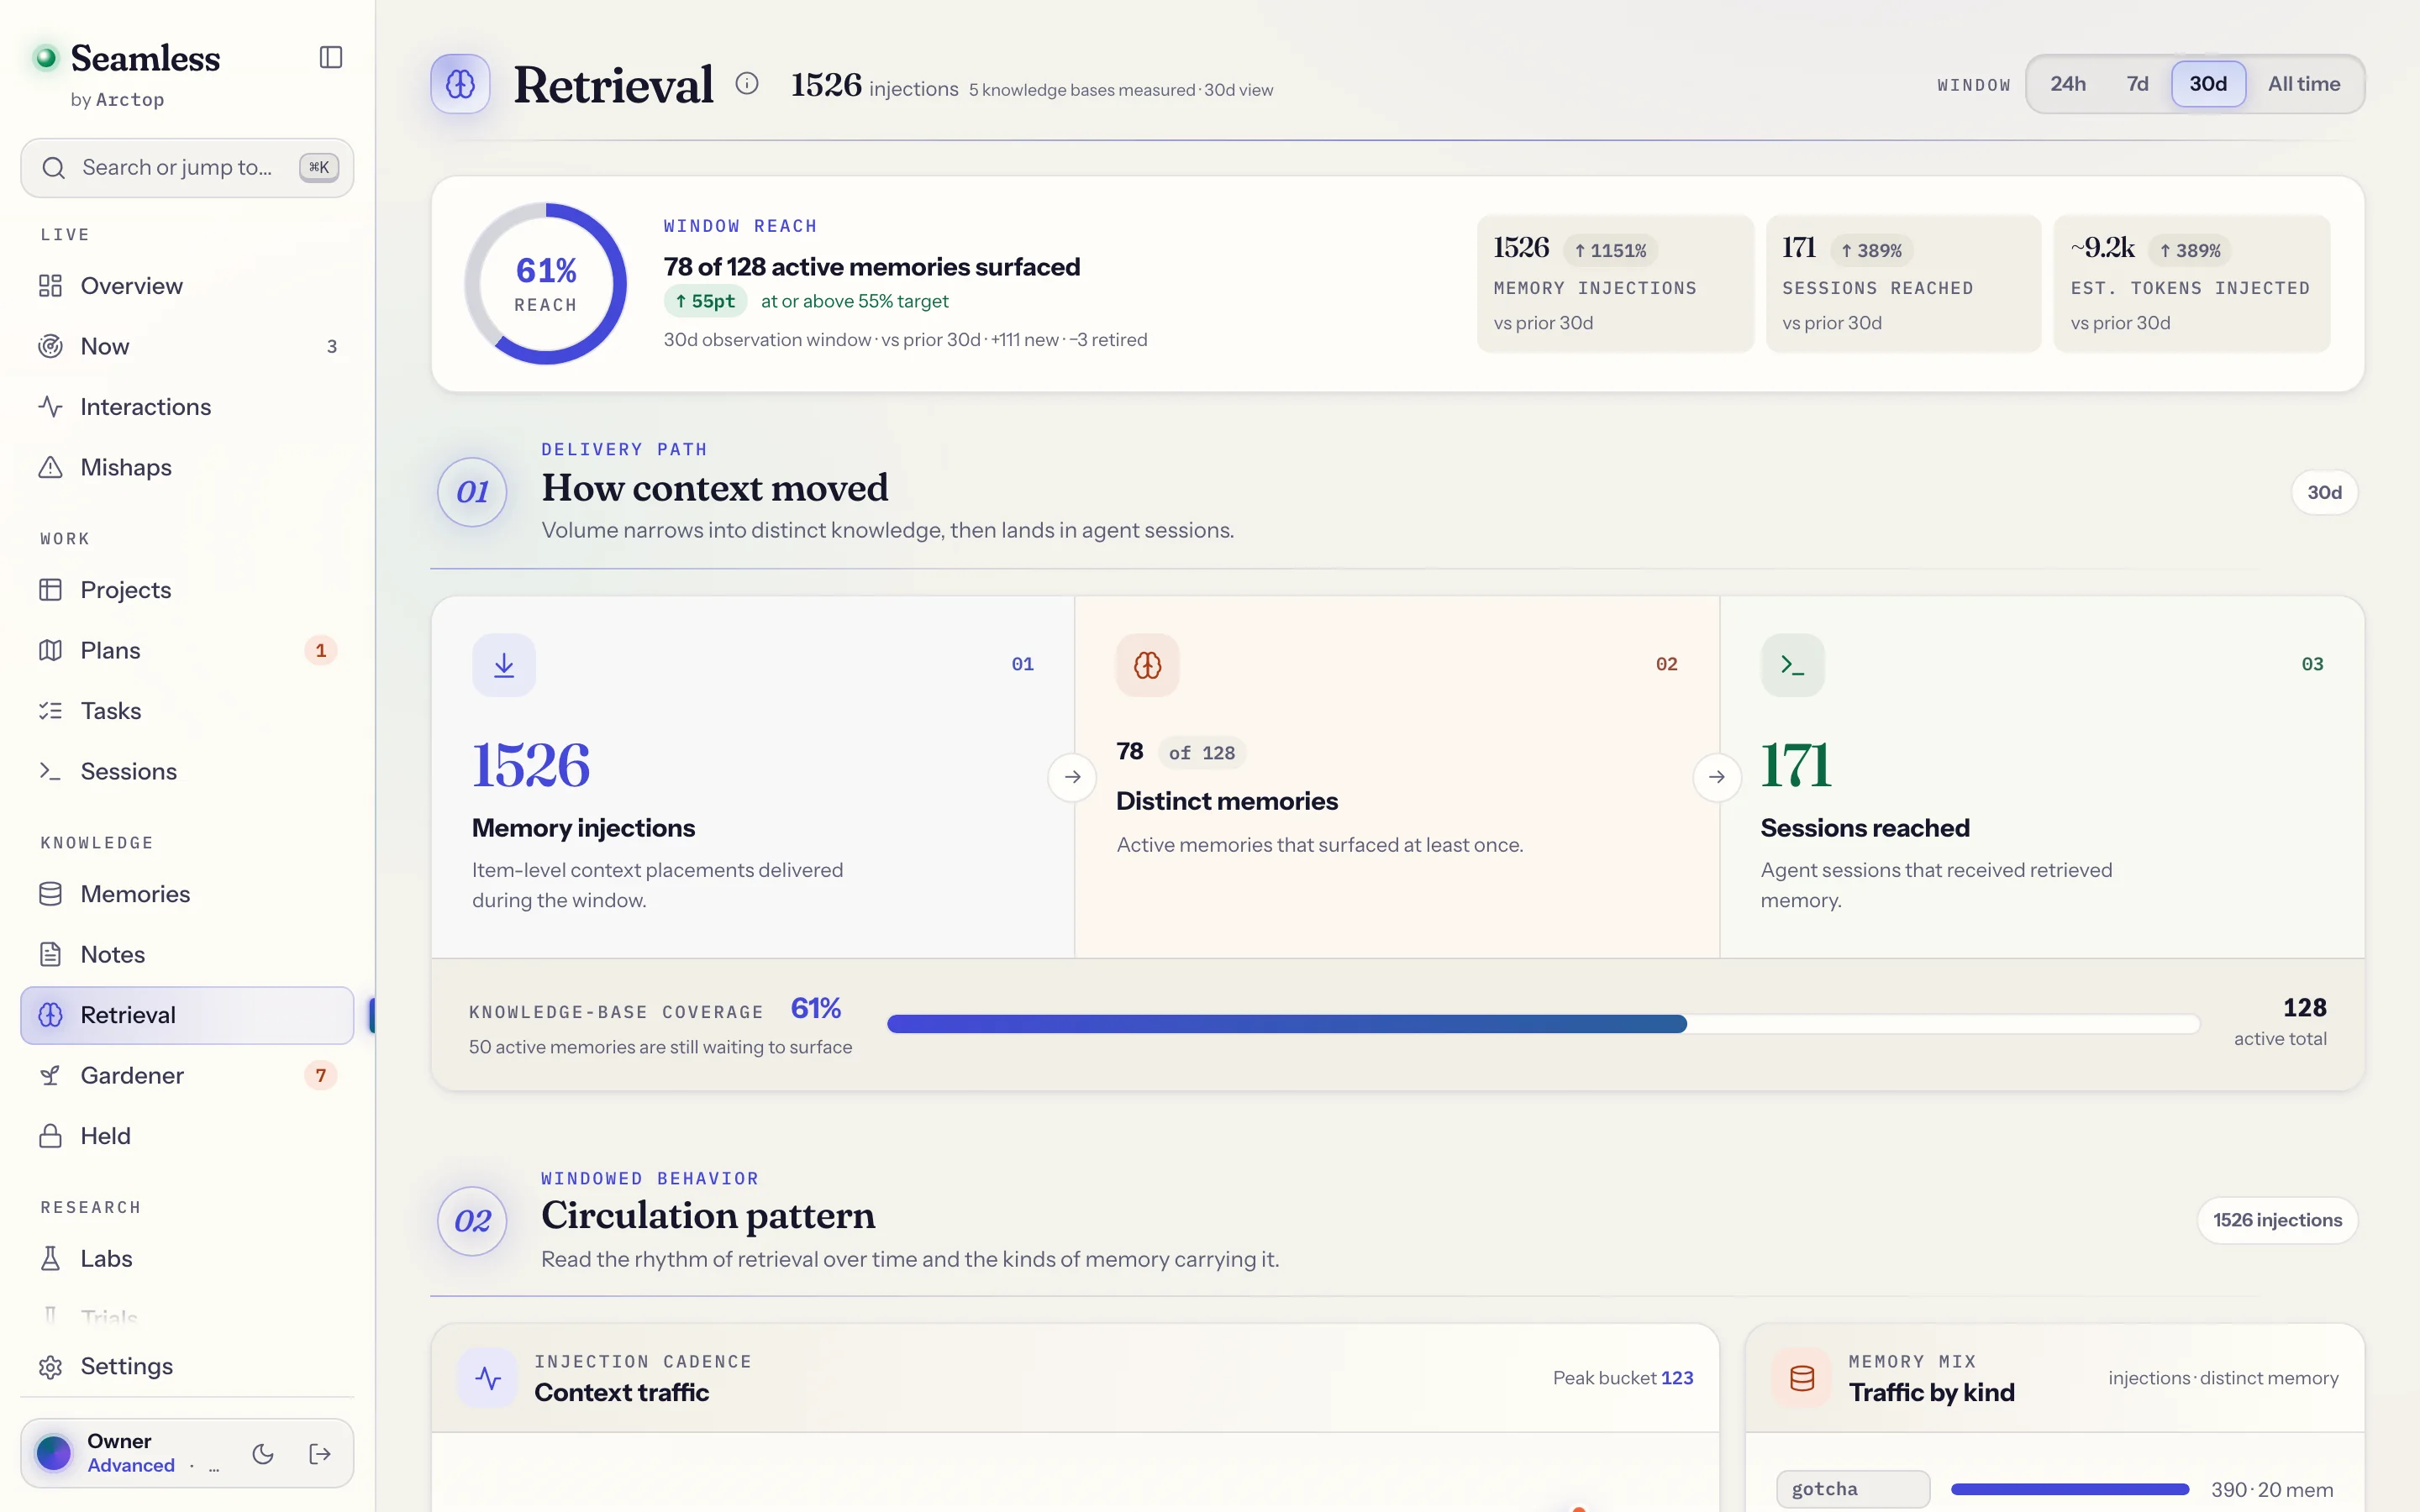 Seamless
by Arctop
Search or jump to... ⌘K
LIVE
Overview
Now 3
Interactions
Mishaps
WORK
Projects
Plans 1
Tasks
Sessions
KNOWLEDGE
Memories
Notes
Retrieval
Gardener 7
Held
RESEARCH
Labs
Trials
Settings
Owner
Advanced · ...
Retrieval 1526 injections 5 knowledge bases measured · 30d view
WINDOW 24h 7d 30d All time
61%
REACH
WINDOW REACH
78 of 128 active memories surfaced
↑ 55pt at or above 55% target
30d observation window · vs prior 30d · +111 new · −3 retired
1526 ↑ 1151%
MEMORY INJECTIONS
vs prior 30d
171 ↑ 389%
SESSIONS REACHED
vs prior 30d
~9.2k ↑ 389%
EST. TOKENS INJECTED
vs prior 30d
01
DELIVERY PATH
How context moved
Volume narrows into distinct knowledge, then lands in agent sessions.
30d
01
1526
Memory injections
Item-level context placements delivered
during the window.
02
78 of 128
Distinct memories
Active memories that surfaced at least once.
03
171
Sessions reached
Agent sessions that received retrieved
memory.
KNOWLEDGE-BASE COVERAGE 61%
50 active memories are still waiting to surface
128
active total
02
WINDOWED BEHAVIOR
Circulation pattern
Read the rhythm of retrieval over time and the kinds of memory carrying it.
1526 injections
INJECTION CADENCE
Context traffic
Peak bucket 123
MEMORY MIX
Traffic by kind
injections · distinct memory
gotcha 390 · 20 mem